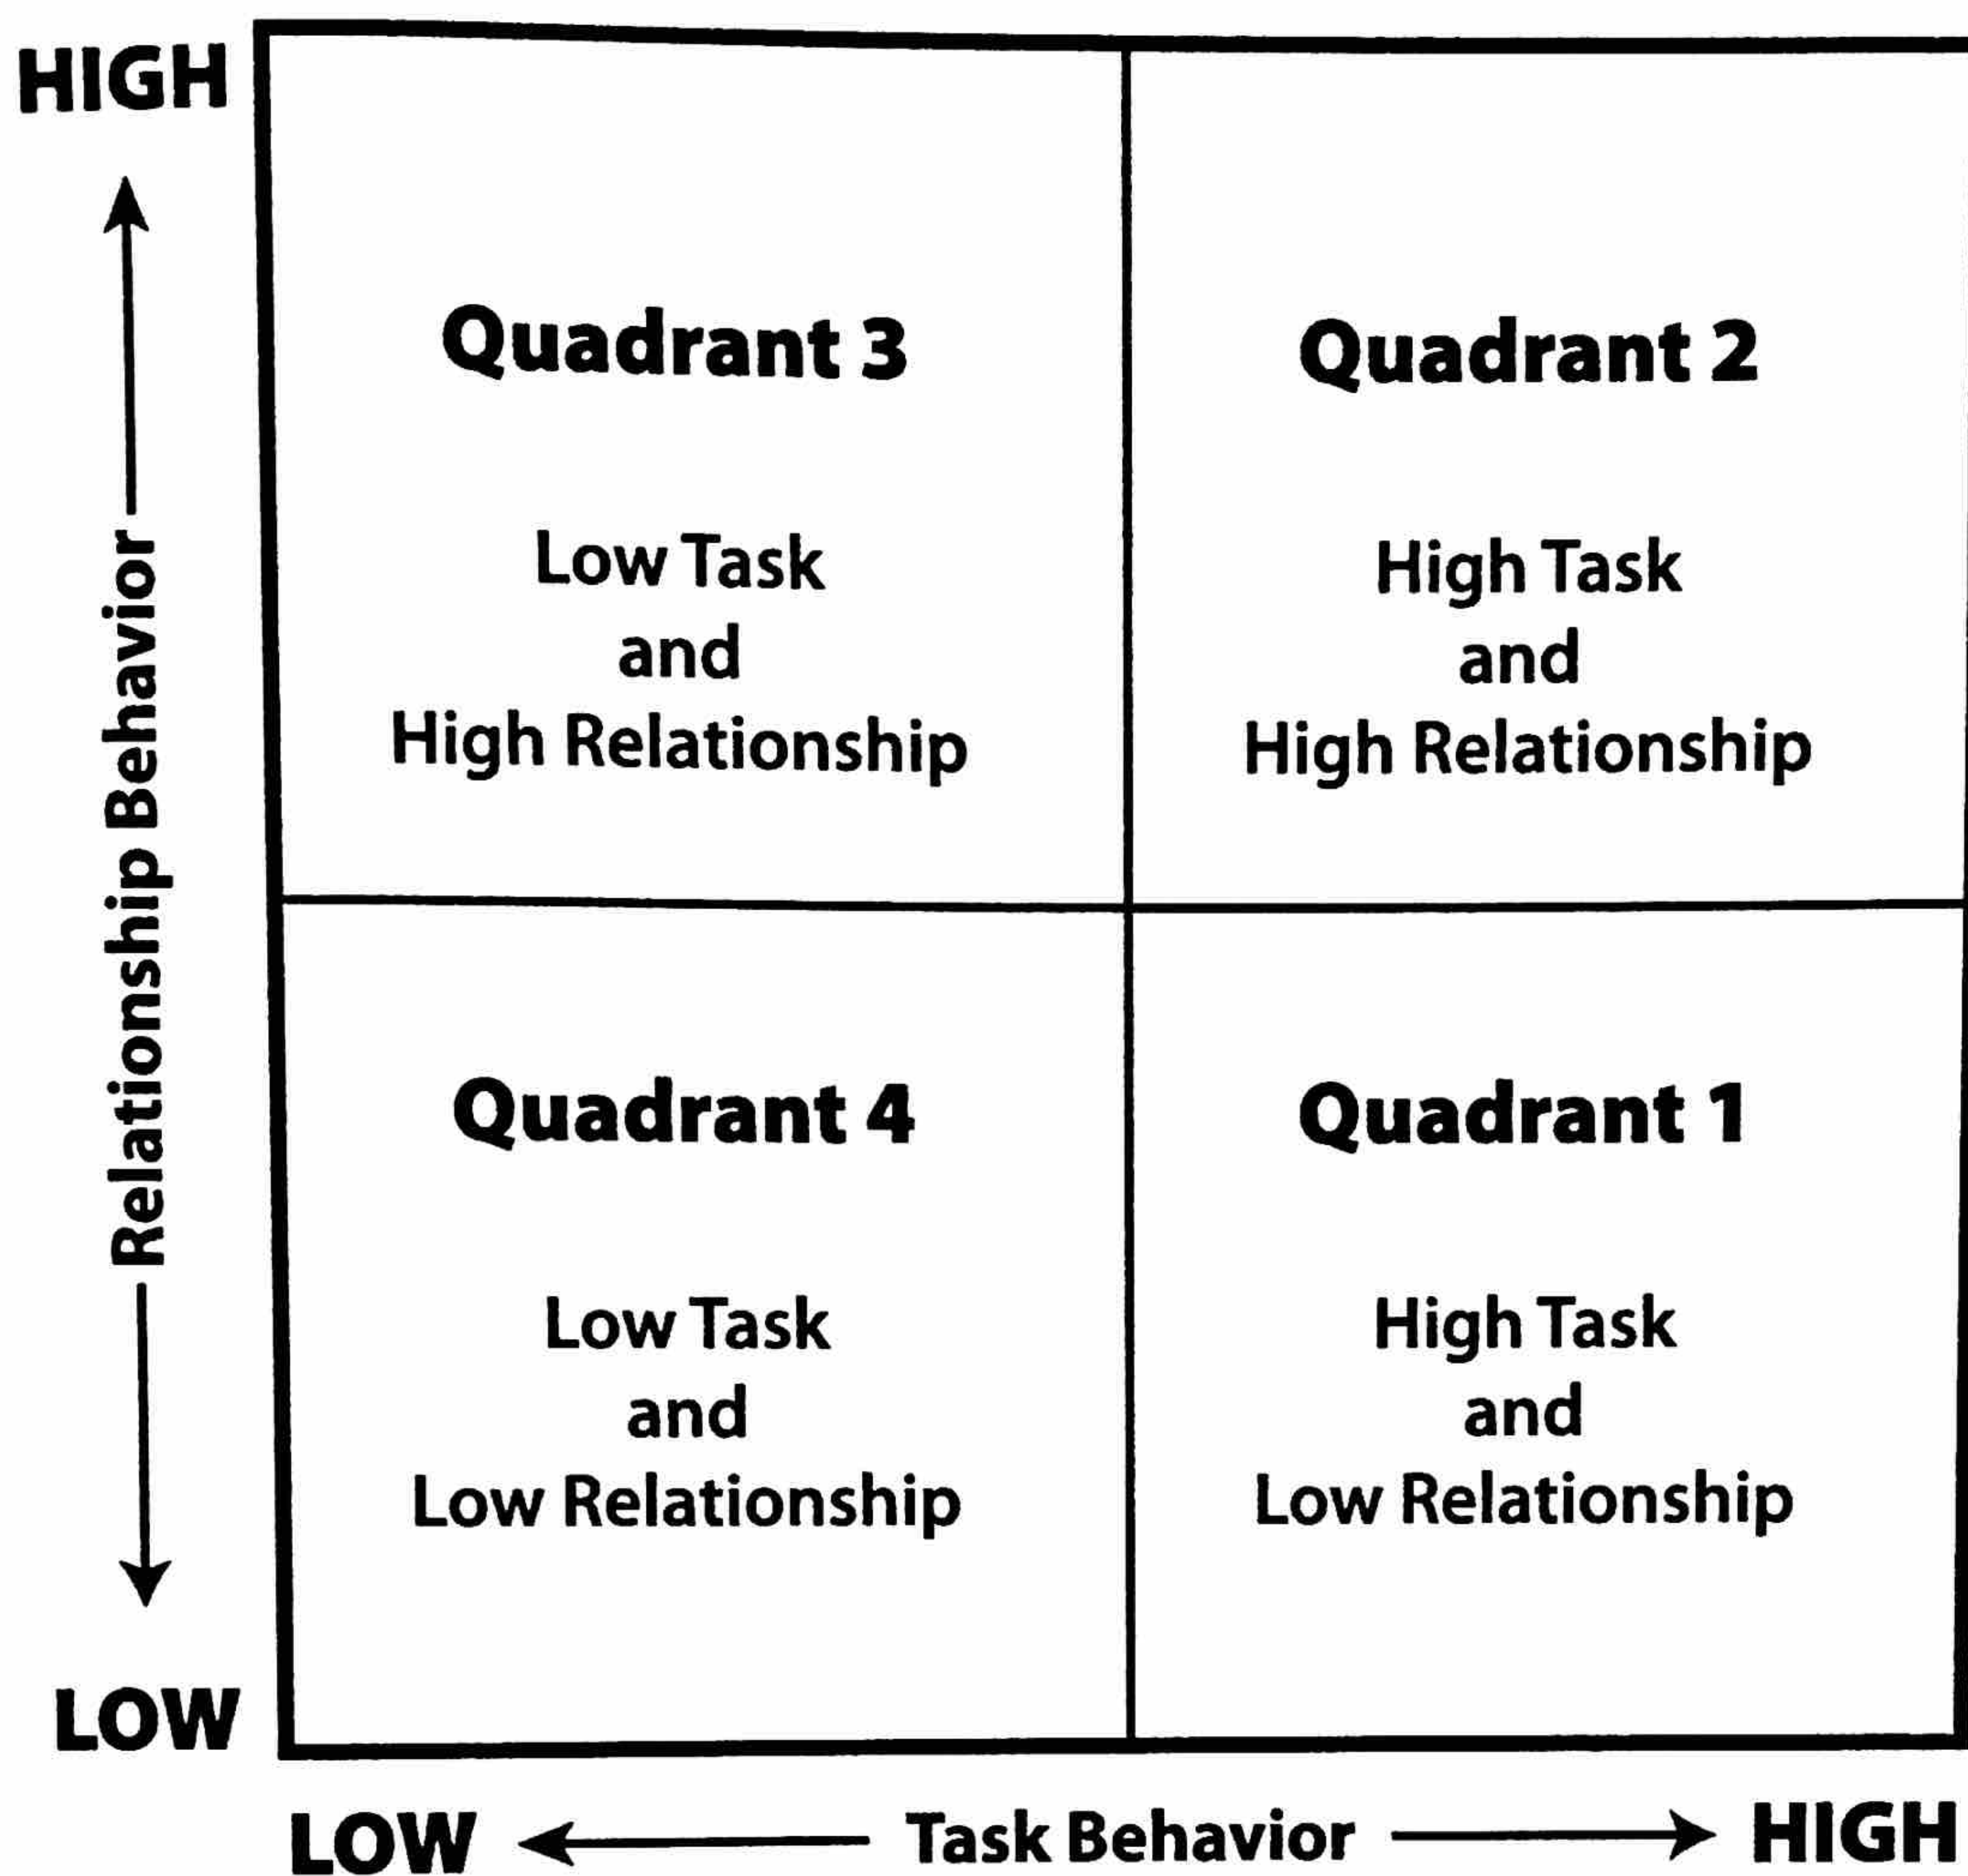 HIGH
Relationship Behavior
LOW
Quadrant 3
Low Task
and
High Relationship
Quadrant 2
High Task
and
High Relationship
Quadrant 4
Low Task
and
Low Relationship
Quadrant 1
High Task
and
Low Relationship
LOW
Task Behavior
HIGH